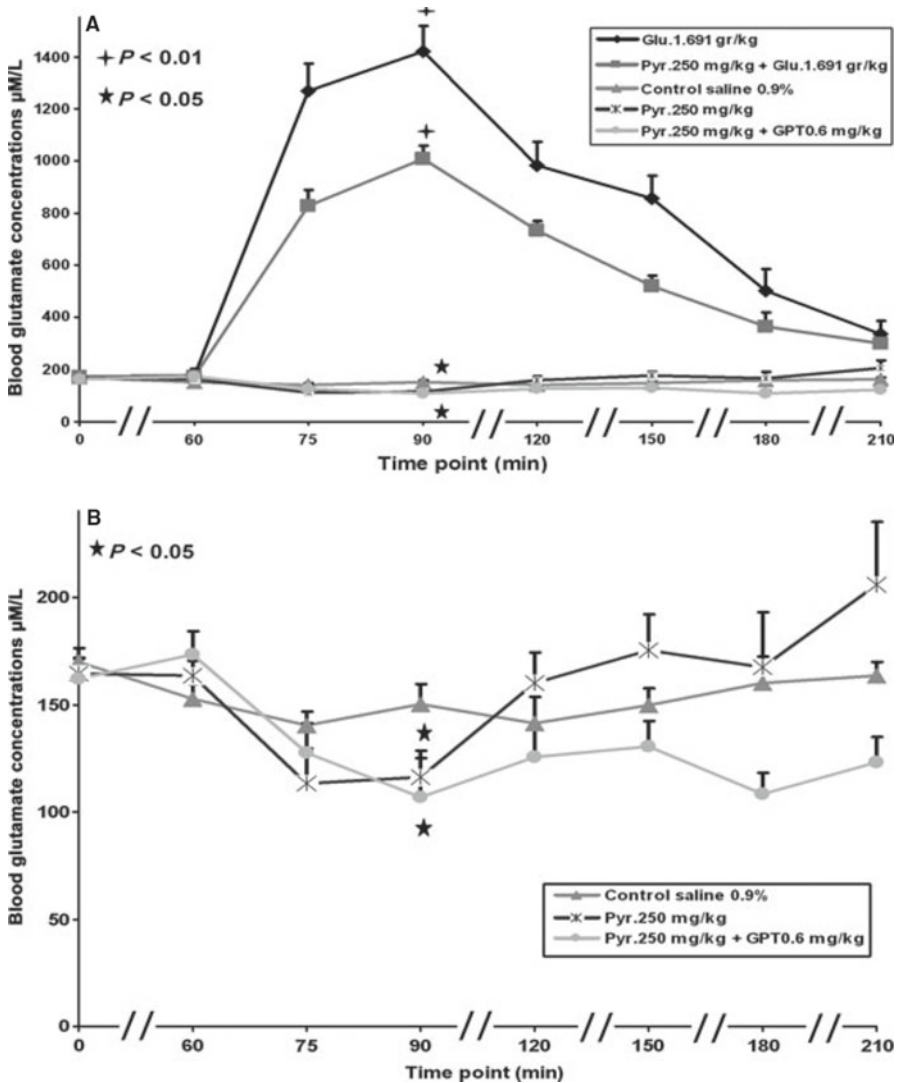 A
P < 0.01
P < 0.05
Glu.1.691 gr/kg
Pyr.250 mg/kg + Glu.1.691 gr/kg
Control saline 0.9%
Pyr.250 mg/kg
Pyr.250 mg/kg + GPT0.6 mg/kg
Blood glutamate concentrations µM/L
1400
1200
1000
800
600
400
200
0
0 60 75 90 120 150 180 210
Time point (min)
B
P < 0.05
Blood glutamate concentrations µM/L
200
150
100
50
0
Control saline 0.9%
Pyr.250 mg/kg
Pyr.250 mg/kg + GPT0.6 mg/kg
0 60 75 90 120 150 180 210
Time point (min)